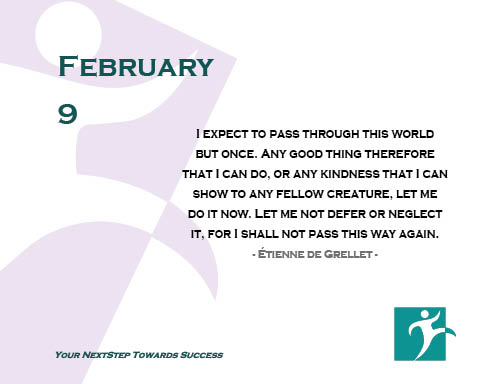 February
9
I expect to pass through this world
but once. Any good thing therefore
that I can do, or any kindness that I can
show to any fellow creature, let me
do it now. Let me not defer or neglect
it, for I shall not pass this way again.
- Étienne de Grellet -
Your NextStep Towards Success